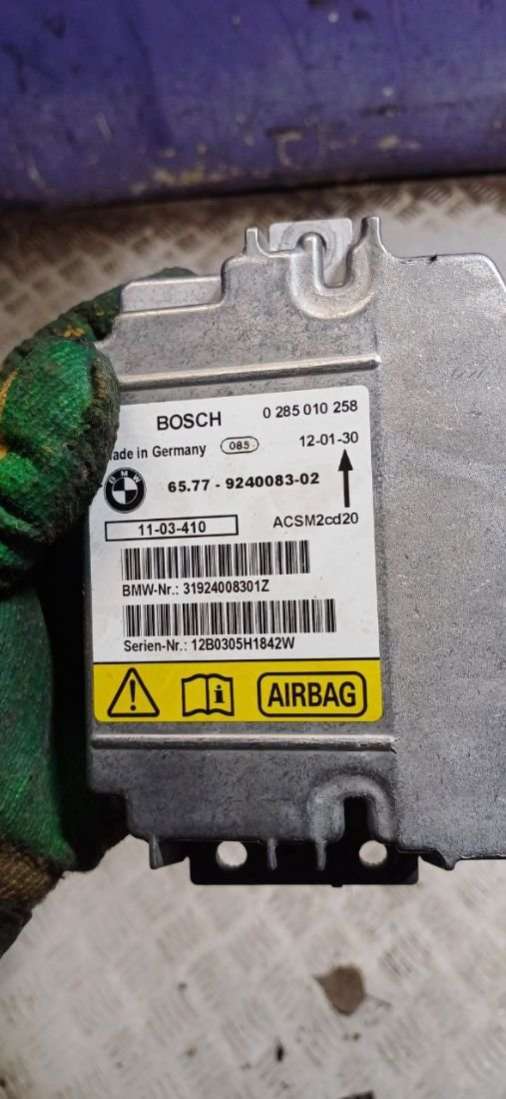 BOSCH 0 285 010 258
ade in Germany 085 12-01-30
BMW 65.77 - 9240083-02
11-03-410 ACSM2cd20
BMW-Nr.: 31924008301Z
Serien-Nr.: 12B0305H1842W
AIRBAG